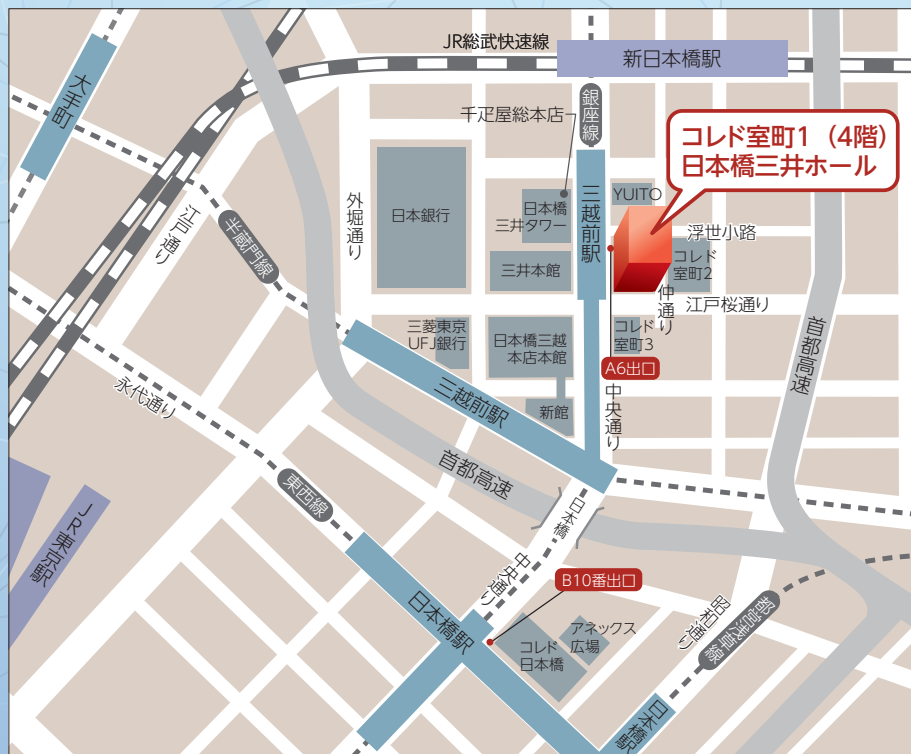 JR総武快速線
新日本橋駅
大手町
銀座線
千疋屋総本店
コレド室町1 (4階)
日本橋三井ホール
YUITO
三越前駅
日本橋
三井タワー
日本銀行
外堀通り
江戸通り
半蔵門線
浮世小路
コレド
室町2
三井本館
仲通り
江戸桜通り
首都高速
三菱東京
UFJ銀行
日本橋三越
本店本館
コレド
室町3
A6出口
新館
中央通り
三越前駅
永代通り
首都高速
東西線
日本橋
JR東京駅
中央通り
B10番出口
日本橋駅
アネックス
広場
コレド
日本橋
昭和通り
都営浅草線
日本橋駅